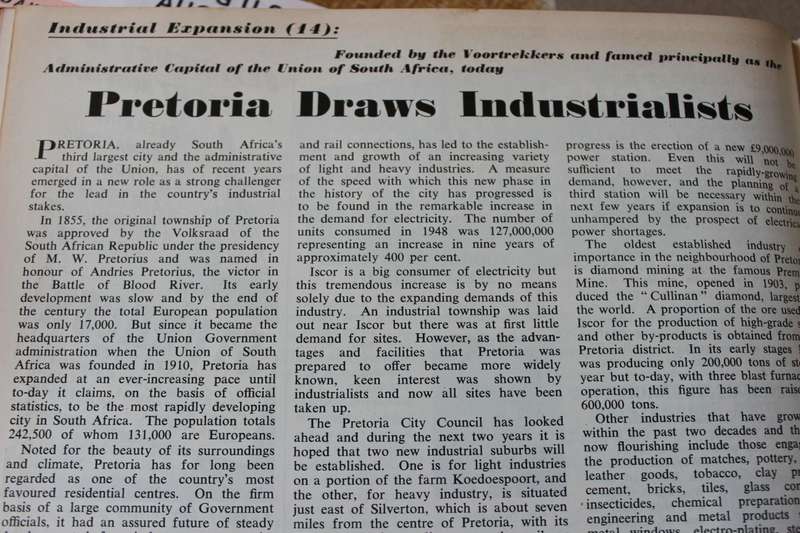 Industrial Expansion (14):
Founded by the Voortrekkers and famed principally as the
Administrative Capital of the Union of South Africa, today
Pretoria Draws Industrialists
PRETORIA, already South Africa's
third largest city and the administrative
capital of the Union, has of recent years
emerged in a new role as a strong challenger
for the lead in the country's industrial
stakes.
In 1855, the original township of Pretoria
was approved by the Volksraad of the
South African Republic under the presidency
of M. W. Pretorius and was named in
honour of Andries Pretorius, the victor in
the Battle of Blood River. Its early
development was slow and by the end of
the century the total European population
was only 17,000. But since it became the
headquarters of the Union Government
administration when the Union of South
Africa was founded in 1910, Pretoria has
expanded at an ever-increasing pace until
to-day it claims, on the basis of official
statistics, to be the most rapidly developing
city in South Africa. The population totals
242,500 of whom 131,000 are Europeans.
Noted for the beauty of its surroundings
and climate, Pretoria has for long been
regarded as one of the country's most
favoured residential centres. On the firm
basis of a large community of Government
officials, it had an assured future of steady
and rail connections, has led to the establish-
ment and growth of an increasing variety
of light and heavy industries. A measure
of the speed with which this new phase in
the history of the city has progressed is
to be found in the remarkable increase in
the demand for electricity. The number of
units consumed in 1948 was 127,000,000
representing an increase in nine years of
approximately 400 per cent.
Iscor is a big consumer of electricity but
this tremendous increase is by no means
solely due to the expanding demands of this
industry. An industrial township was laid
out near Iscor but there was at first little
demand for sites. However, as the advan-
tages and facilities that Pretoria was
prepared to offer became more widely
known, keen interest was shown by
industrialists and now all sites have been
taken up.
The Pretoria City Council has looked
ahead and during the next two years it is
hoped that two new industrial suburbs will
be established. One is for light industries
on a portion of the farm Koedoespoort, and
the other, for heavy industry, is situated
just east of Silverton, which is about seven
miles from the centre of Pretoria, with its
progress is the erection of a new £9,000,000
power station. Even this will not be
sufficient to meet the rapidly-growing
demand, however, and the planning of a
third station will be necessary within the
next few years if expansion is to continue
unhampered by the prospect of electrical
power shortages.
The oldest established industry
importance in the neighbourhood of
is diamond mining at the famous
Mine. This mine, opened in 1903,
duced the "Cullinan" diamond, largest
the world. A proportion of the ore used
Iscor for the production of high-grade
and other by-products is obtained from
Pretoria district. In its early stages
was producing only 200,000 tons of
year but to-day, with three blast
operation, this figure has been
600,000 tons.
Other industries that have
within the past two decades and
now flourishing include those
the production of matches, pottery,
leather goods, tobacco, clay
cement, bricks, tiles, glass
insecticides, chemical
engineering and metal products